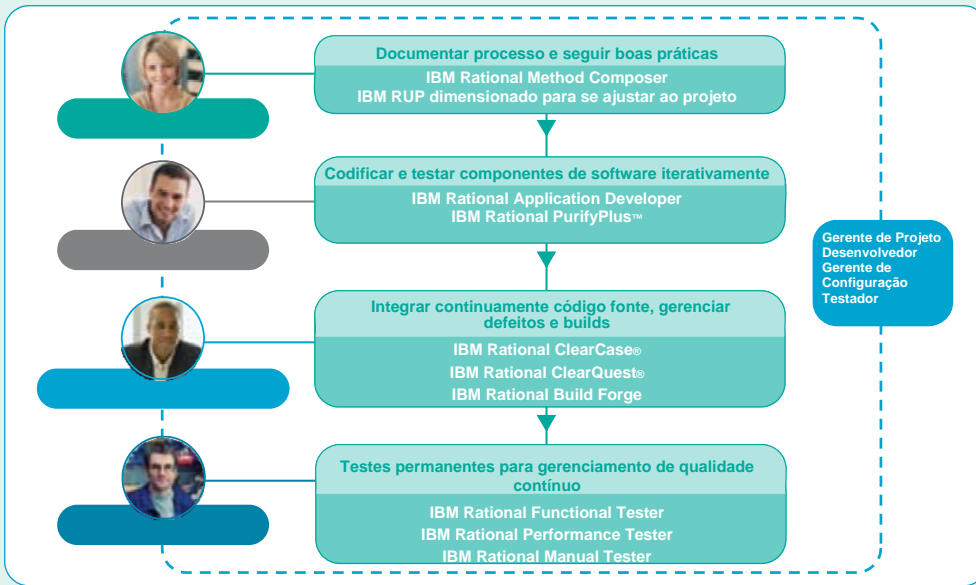 Documentar processo e seguir boas práticas
IBM Rational Method Composer
IBM RUP dimensionado para se ajustar ao projeto
Codificar e testar componentes de software iterativamente
IBM Rational Application Developer
IBM Rational PurifyPlus™
Integrar continuamente código fonte, gerenciar
defeitos e builds
IBM Rational ClearCase®
IBM Rational ClearQuest®
IBM Rational Build Forge
Testes permanentes para gerenciamento de qualidade
contínuo
IBM Rational Functional Tester
IBM Rational Performance Tester
IBM Rational Manual Tester
Gerente de Projeto
Desenvolvedor
Gerente de
Configuração
Testador